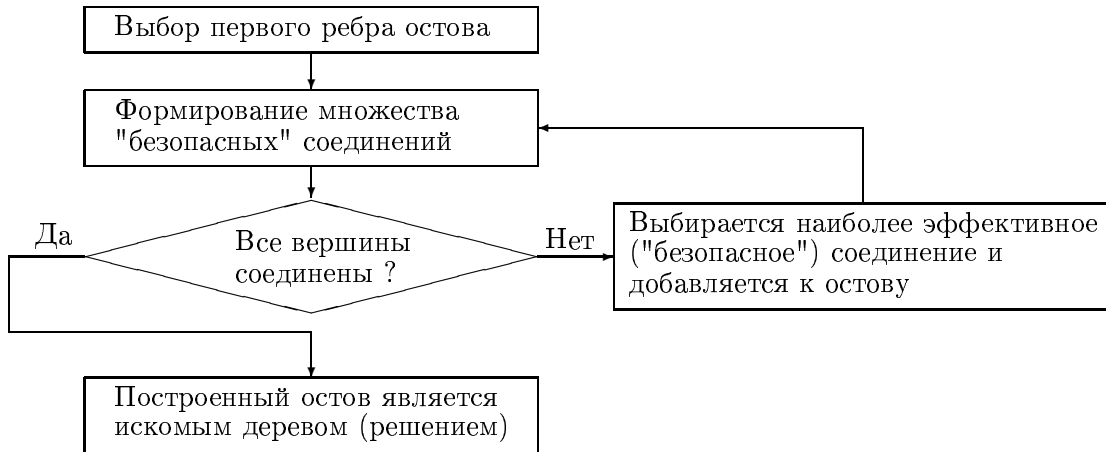 Выбор первого ребра остова
Формирование множества
"безопасных" соединений
Да
Все вершины
соединены ?
Нет
Выбирается наиболее эффективное
("безопасное") соединение и
добавляется к остову
Построенный остов является
искомым деревом (решением)